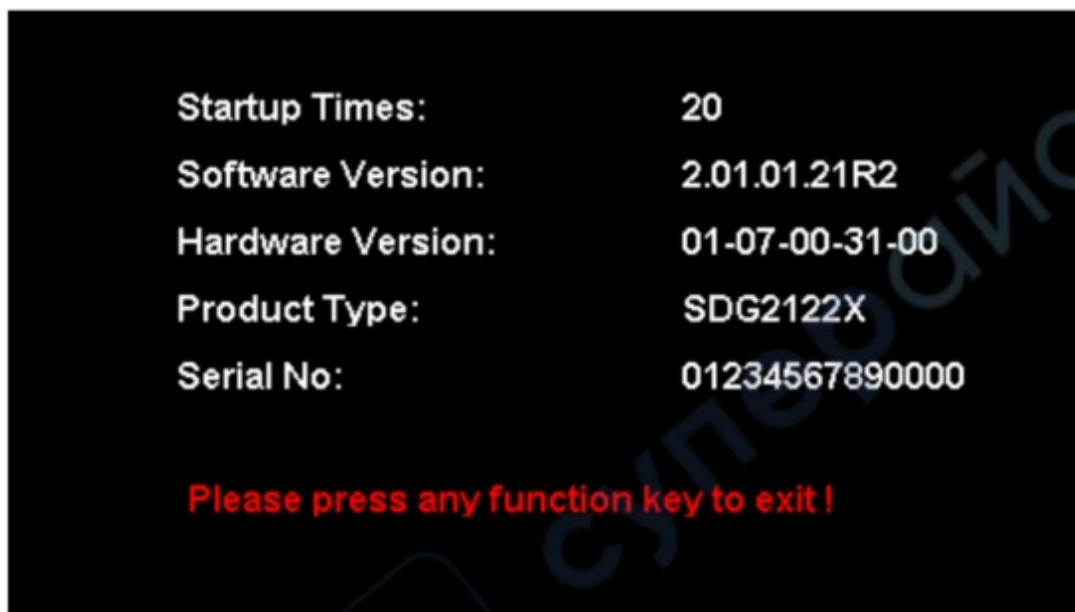 Startup Times: 20
Software Version: 2.01.01.21R2
Hardware Version: 01-07-00-31-00
Product Type: SDG2122X
Serial No: 01234567890000
Please press any function key to exit !
суперайс